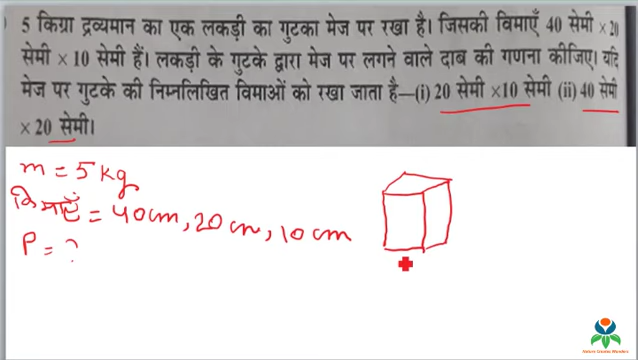 5 किग्रा द्रव्यमान का एक लकड़ी का गुटका मेज पर रखा है। जिसकी विमाएँ 40 सेमी × 20
सेमी × 10 सेमी हैं। लकड़ी के गुटके द्वारा मेज पर लगने वाले दाब की गणना कीजिए। यदि
मेज पर गुटके की निम्नलिखित विमाओं को रखा जाता है—(i) 20 सेमी ×10 सेमी (ii) 40 सेमी
× 20 सेमी।
m = 5 kg
विमाएँ = 40 cm, 20 cm, 10 cm
P = ?